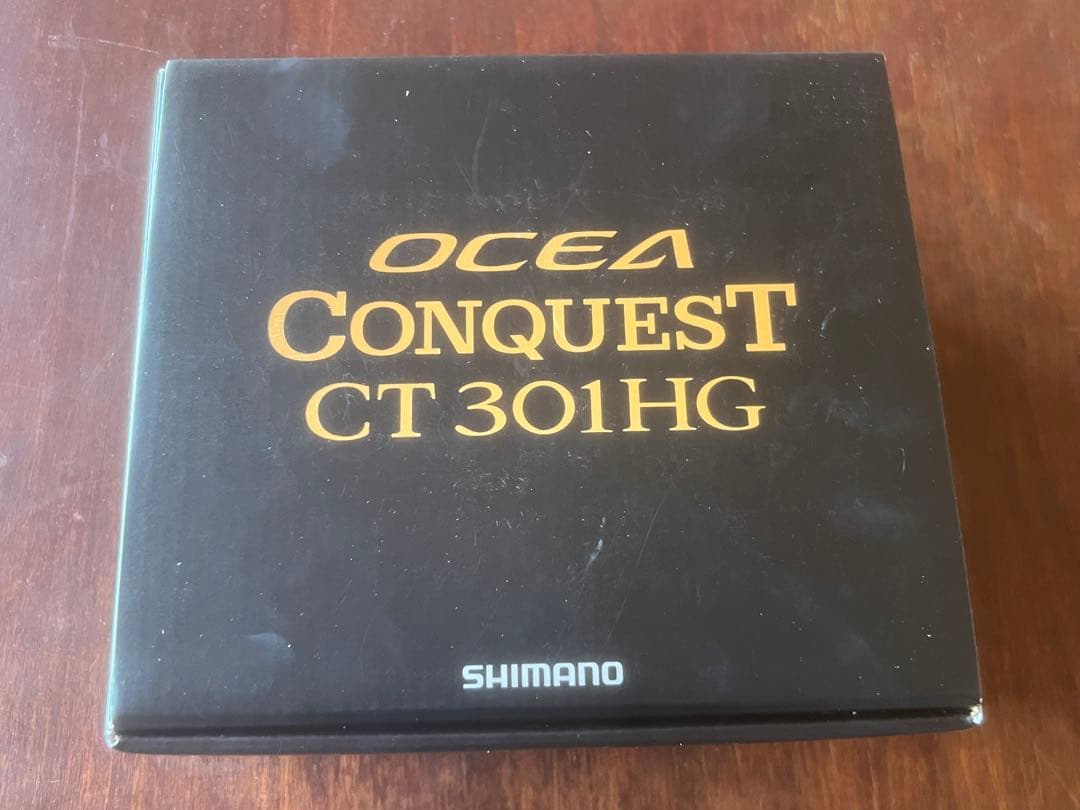 OCEA
CONQUEST
CT 301HG
SHIMANO